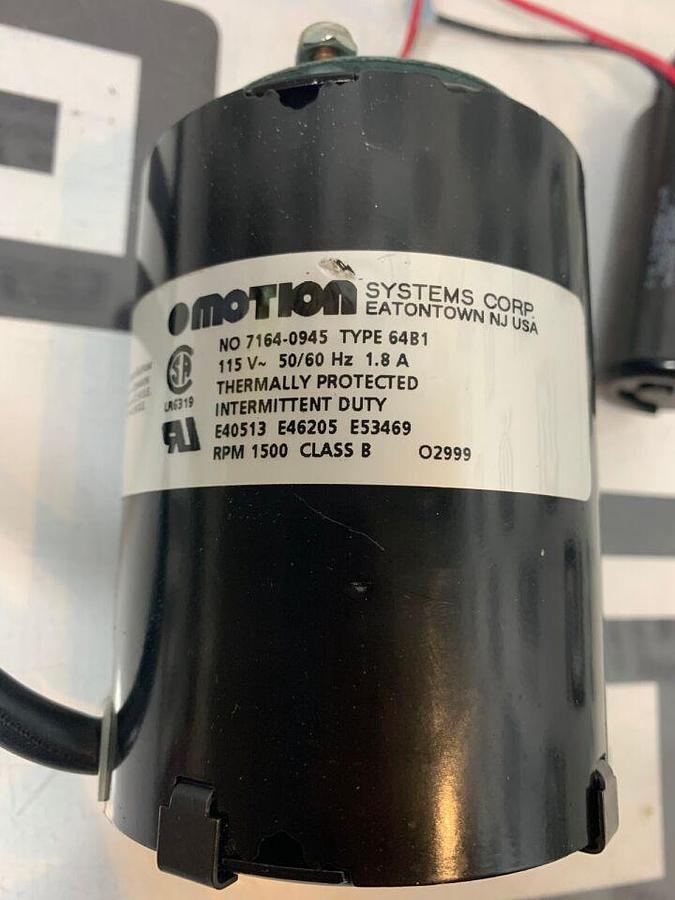 MOTION SYSTEMS CORP.
EATONTOWN NJ USA
NO 7164-0945 TYPE 64B1
115 V~ 50/60 Hz 1.8 A
THERMALLY PROTECTED
LR6319
INTERMITTENT DUTY
E40513 E46205 E53469
RPM 1500 CLASS B O2999